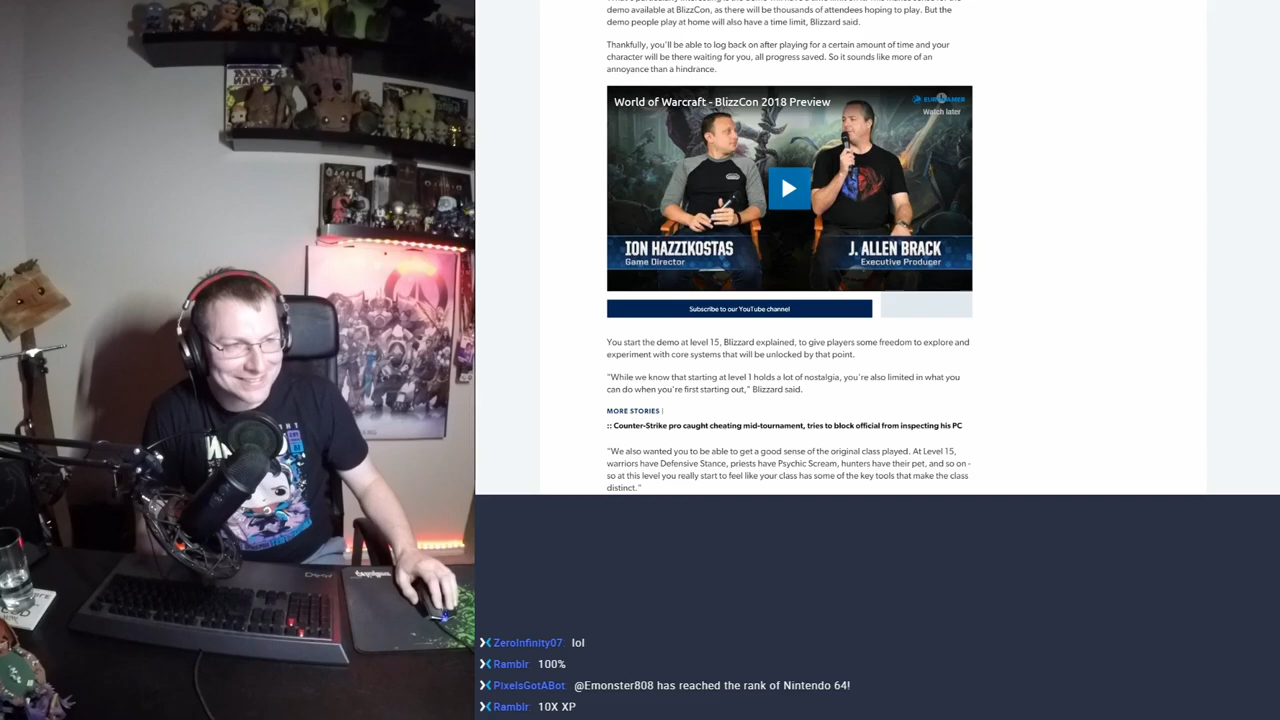 demo available at BlizzCon, as there will be thousands of attendees hoping to play. But the
demo people play at home will also have a time limit, Blizzard said.
Thankfully, you'll be able to log back on after playing for a certain amount of time and your
character will be there waiting for you, all progress saved. So it sounds like more of an
annoyance than a hindrance.
World of Warcraft - BlizzCon 2018 Preview
Watch later
ION HAZZIKOSTAS
Game Director
J. ALLEN BRACK
Executive Producer
Subscribe to our YouTube channel
You start the demo at level 15, Blizzard explained, to give players some freedom to explore and
experiment with core systems that will be unlocked by that point.
"While we know that starting at level 1 holds a lot of nostalgia, you're also limited in what you
can do when you're first starting out," Blizzard said.
MORE STORIES |
:: Counter-Strike pro caught cheating mid-tournament, tries to block official from inspecting his PC
"We also wanted you to be able to get a good sense of the original class played. At Level 15,
warriors have Defensive Stance, priests have Psychic Scream, hunters have their pet, and so on -
so at this level you really start to feel like your class has some of the key tools that make the class
distinct."
ZeroInfinity07: lol
Ramblr: 100%
PixelsGotABot: @Emonster808 has reached the rank of Nintendo 64!
Ramblr: 10X XP